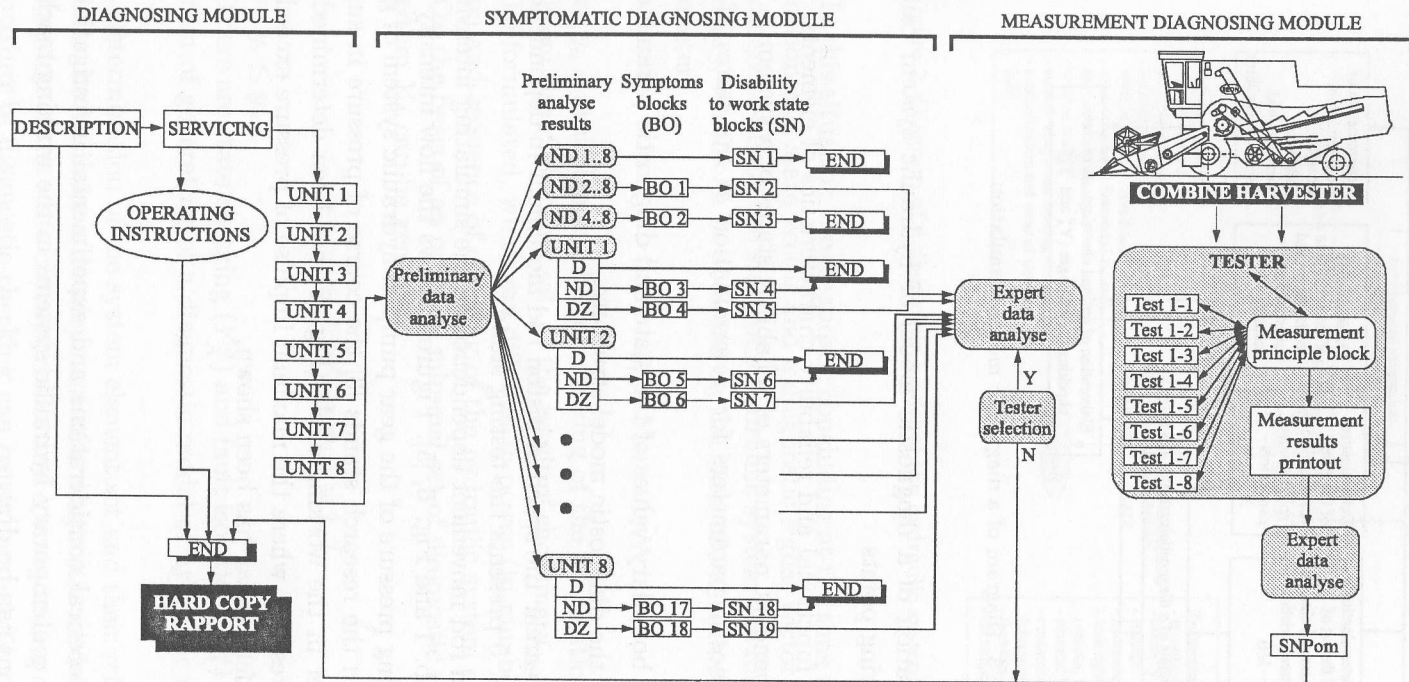 DIAGNOSING MODULE
SYMPTOMATIC DIAGNOSING MODULE
MEASUREMENT DIAGNOSING MODULE
DESCRIPTION
SERVICING
OPERATING
INSTRUCTIONS
UNIT 1
UNIT 2
UNIT 3
UNIT 4
UNIT 5
UNIT 6
UNIT 7
UNIT 8
END
HARD COPY
RAPPORT
Preliminary
data
analyse
Preliminary
analyse
results
Symptoms
blocks
(BO)
Disability
to work state
blocks (SN)
ND 1..8
SN 1
END
ND 2..8
BO 1
SN 2
ND 4..8
BO 2
SN 3
END
UNIT 1
D
END
ND
BO 3
SN 4
DZ
BO 4
SN 5
UNIT 2
D
END
ND
BO 5
SN 6
DZ
BO 6
SN 7
UNIT 8
D
END
ND
BO 17
SN 18
DZ
BO 18
SN 19
Expert
data
analyse
Y
Tester
selection
N
COMBINE HARVESTER
TESTER
Test 1-1
Test 1-2
Test 1-3
Test 1-4
Test 1-5
Test 1-6
Test 1-7
Test 1-8
Measurement
principle block
Measurement
results
printout
Expert
data
analyse
SNPom